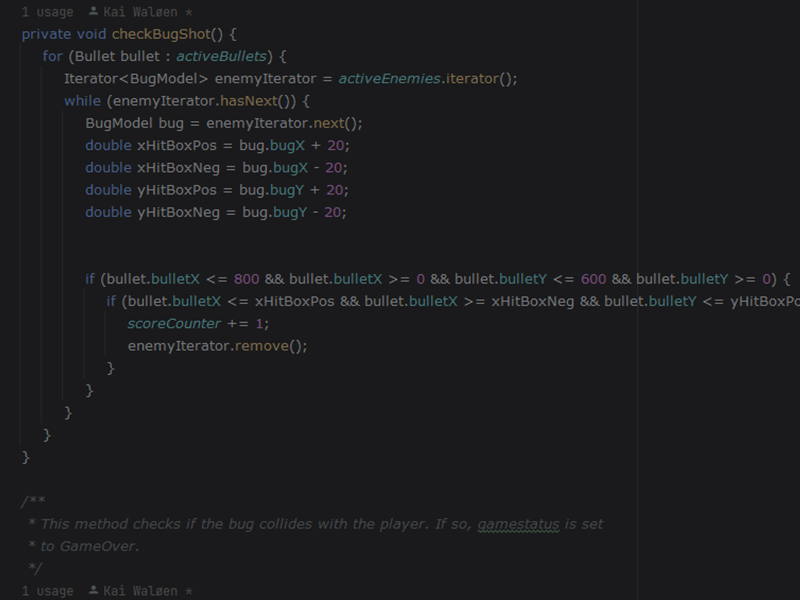 1 usage Kai Waløen *
private void checkBugShot() {
for (Bullet bullet : activeBullets) {
Iterator<BugModel> enemyIterator = activeEnemies.iterator();
while (enemyIterator.hasNext()) {
BugModel bug = enemyIterator.next();
double xHitBoxPos = bug.bugX + 20;
double xHitBoxNeg = bug.bugX - 20;
double yHitBoxPos = bug.bugY + 20;
double yHitBoxNeg = bug.bugY - 20;
if (bullet.bulletX <= 800 && bullet.bulletX >= 0 && bullet.bulletY <= 600 && bullet.bulletY >= 0) {
if (bullet.bulletX <= xHitBoxPos && bullet.bulletX >= xHitBoxNeg && bullet.bulletY <= yHitBoxPo
scoreCounter += 1;
enemyIterator.remove();
}
}
}
}
}
/**
* This method checks if the bug collides with the player. If so, gamestatus is set
* to GameOver.
*/
1 usage Kai Waløen *